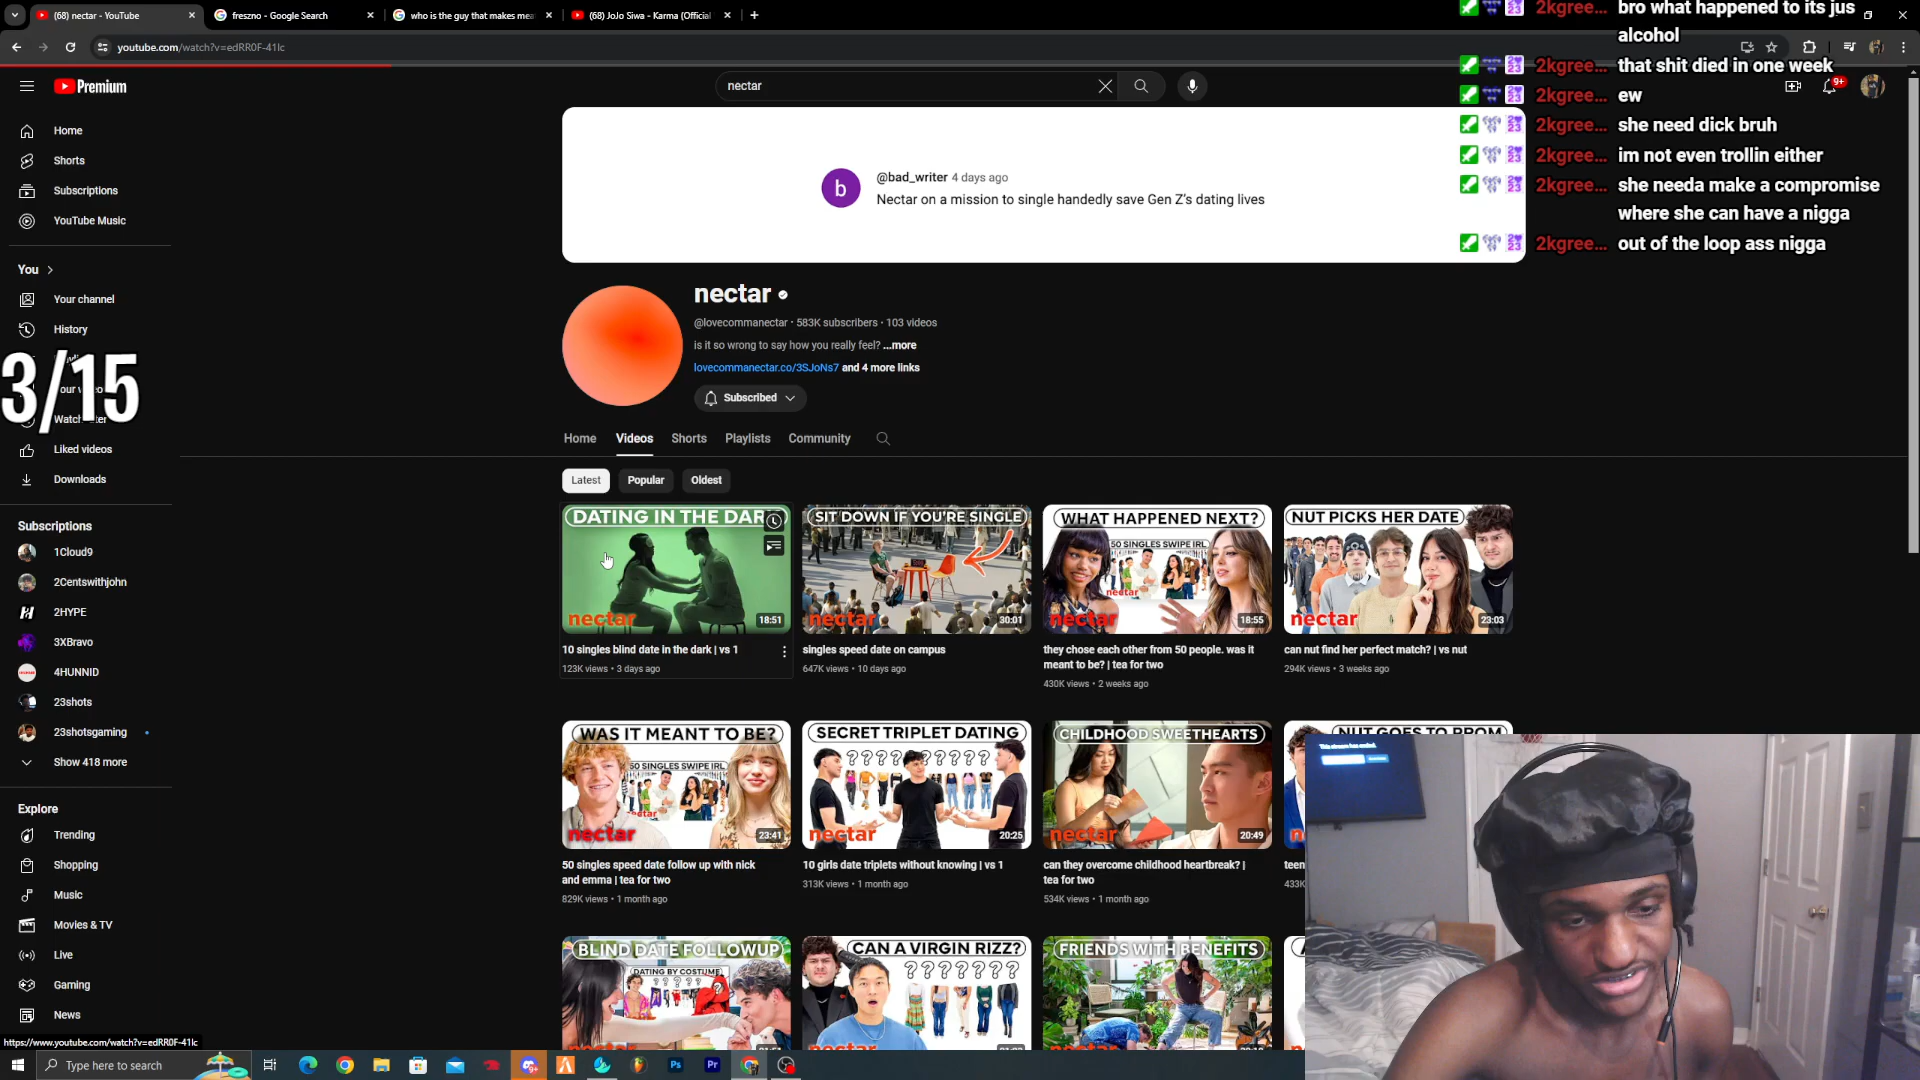 (68) nectar - YouTube
freszno - Google Search
who is the guy that makes mea
(68) JoJo Siwa - Karma (Official
youtube.com/watch?v=edRR0F-41lc
Premium
nectar
9+
Home
Shorts
Subscriptions
YouTube Music
You
Your channel
History
3/15
Liked videos
Downloads
Subscriptions
1Cloud9
2Centswithjohn
2HYPE
3XBravo
4HUNNID
23shots
23shotsgaming
Show 418 more
Explore
Trending
Shopping
Music
Movies & TV
Live
Gaming
News
https://www.youtube.com/watch?v=edRR0F-41lc
b
@bad_writer 4 days ago
Nectar on a mission to single handedly save Gen Z's dating lives
nectar
@lovecommanectar • 583K subscribers • 103 videos
is it so wrong to say how you really feel? ...more
lovecommanectar.co/3SJoNs7 and 4 more links
Subscribed
Home
Videos
Shorts
Playlists
Community
Latest
Popular
Oldest
DATING IN THE DARK
nectar
18:51
10 singles blind date in the dark | vs 1
123K views • 3 days ago
SIT DOWN IF YOU'RE SINGLE
30:01
singles speed date on campus
647K views • 10 days ago
WHAT HAPPENED NEXT?
50 SINGLES SWIPE IRL
nectar
nectar
18:55
they chose each other from 50 people. was it
meant to be? | tea for two
430K views • 2 weeks ago
NUT PICKS HER DATE
nectar
23:03
can nut find her perfect match? | vs nut
294K views • 3 weeks ago
WAS IT MEANT TO BE?
50 SINGLES SWIPE IRL
nectar
23:41
50 singles speed date follow up with nick
and emma | tea for two
829K views • 1 month ago
SECRET TRIPLET DATING
????????
nectar
20:25
10 girls date triplets without knowing | vs 1
313K views • 1 month ago
CHILDHOOD SWEETHEARTS
nectar
20:49
can they overcome childhood heartbreak? |
tea for two
534K views • 1 month ago
NUT GOES TO PROM
teen
433K
BLIND DATE FOLLOWUP
DATING BY COSTUME
CAN A VIRGIN RIZZ?
???????
FRIENDS WITH BENEFITS
2kgree... bro what happened to its jus
alcohol
2kgree... that shit died in one week
2kgree... ew
2kgree... she need dick bruh
2kgree... im not even trollin either
2kgree... she needa make a compromise
where she can have a nigga
2kgree... out of the loop ass nigga
This stream has ended
Type here to search
Ps
Pr